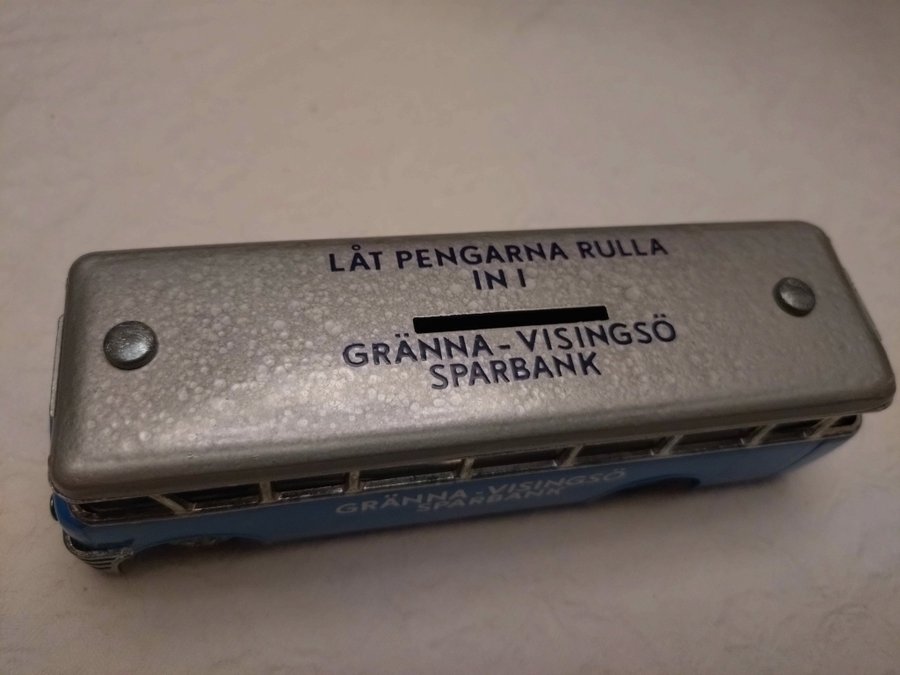 LÅT PENGARNA RULLA
IN I
GRÄNNA-VISINGSÖ
SPARBANK
GRÄNNA-VISINGSÖ
SPARBANK